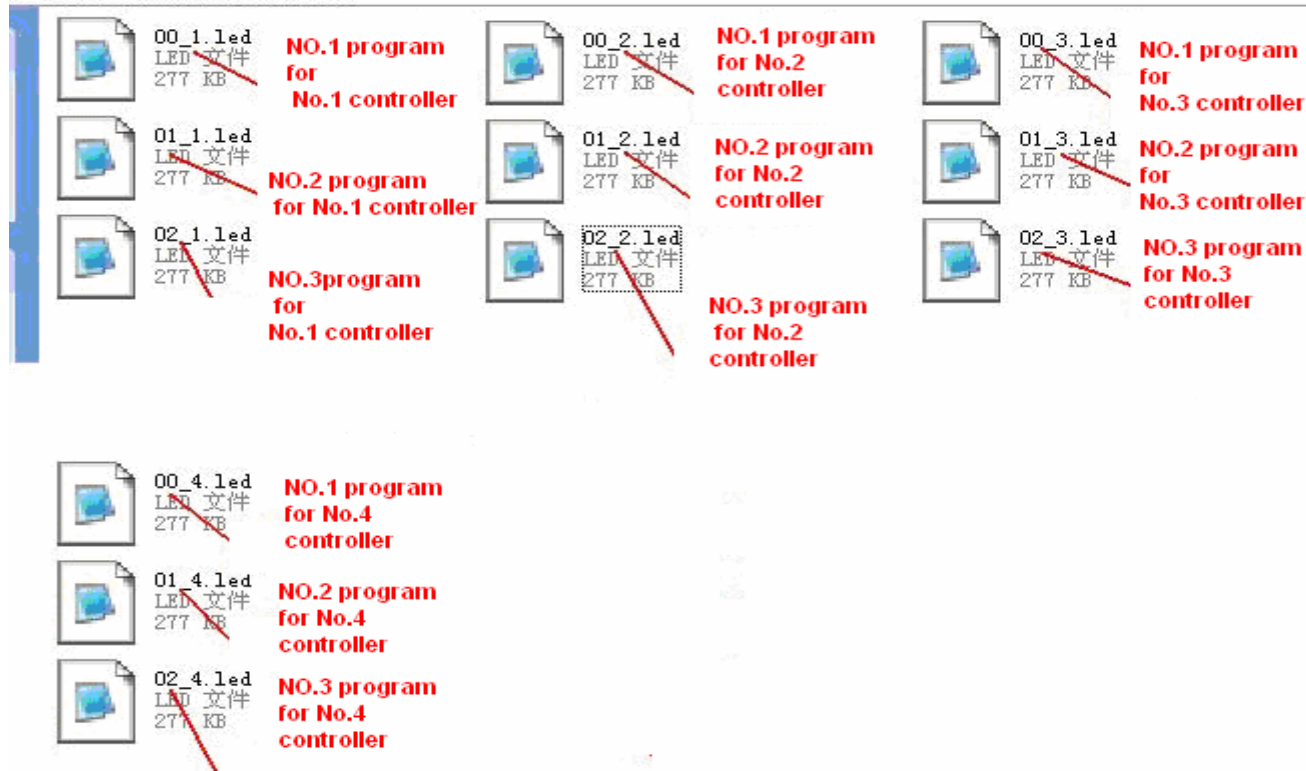 00_1.led
LED 文件
277 KB
NO.1 program
for
No.1 controller
00_2.led
LED 文件
277 KB
NO.1 program
for No.2
controller
00_3.led
LED 文件
277 KB
NO.1 program
for
No.3 controller
01_1.led
LED 文件
277 KB
NO.2 program
for No.1 controller
01_2.led
LED 文件
277 KB
NO.2 program
for No.2
controller
01_3.led
LED 文件
277 KB
NO.2 program
for
No.3 controller
02_1.led
LED 文件
277 KB
NO.3program
for
No.1 controller
02_2.led
LED 文件
277 KB
NO.3 program
for No.2
controller
02_3.led
LED 文件
277 KB
NO.3 program
for No.3
controller
00_4.led
LED 文件
277 KB
NO.1 program
for No.4
controller
01_4.led
LED 文件
277 KB
NO.2 program
for No.4
controller
02_4.led
LED 文件
277 KB
NO.3 program
for No.4
controller